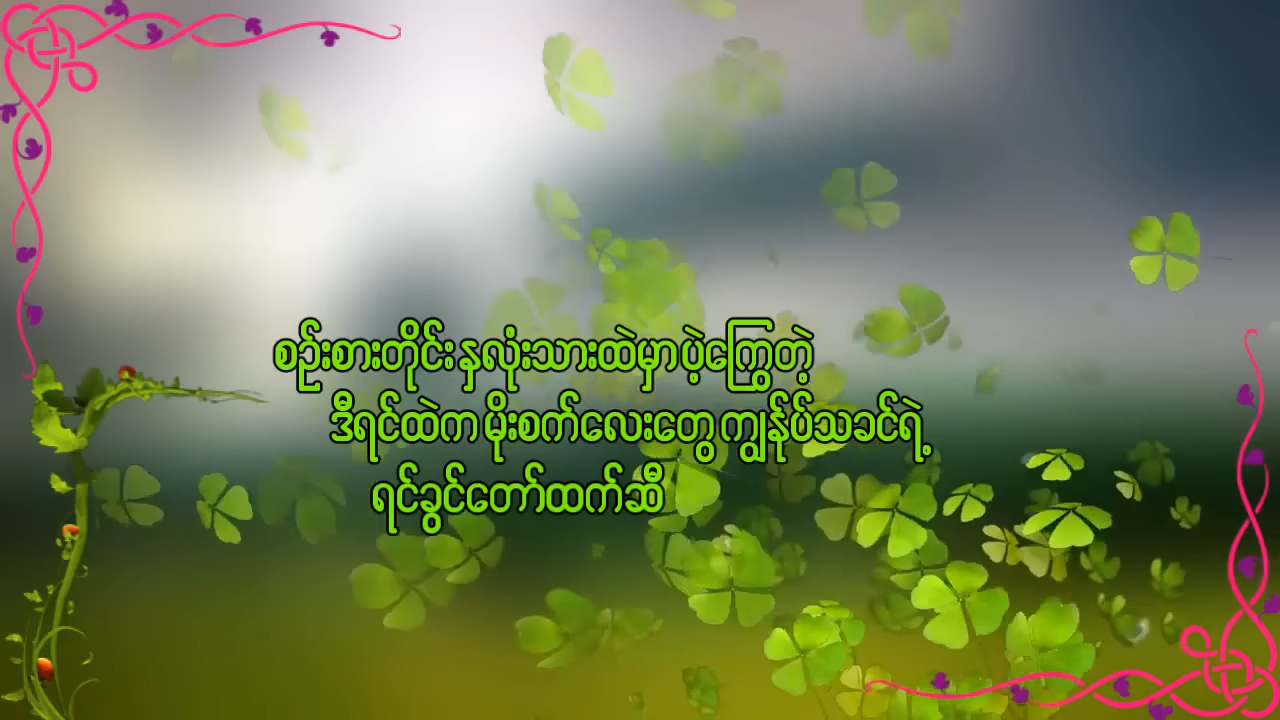 စဉ်းစားတိုင်း နှလုံးသားထဲမှာ ပဲ့ကြွေတဲ့
ဒီရင်ထဲက မိုးစက်လေးတွေ ကျွန်ုပ်သခင်ရဲ့
ရင်ခွင်တော်ထက်ဆီ